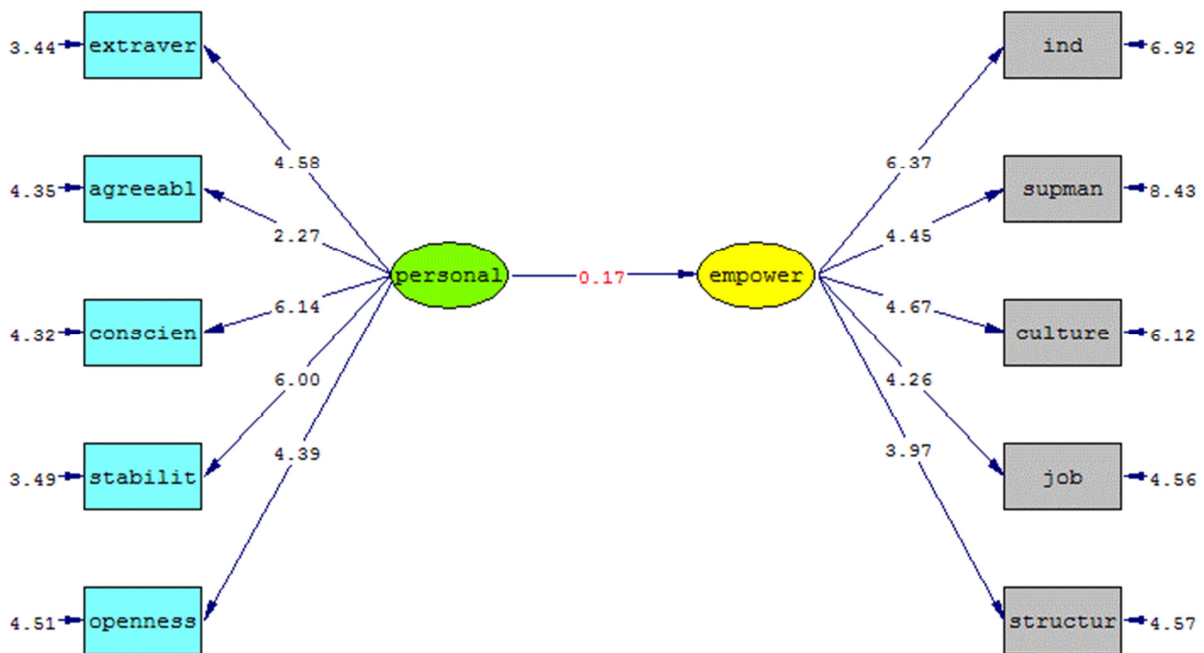 3.44 extraver
4.58
ind 6.92
6.37
4.35 agreeabl
2.27
supman 8.43
4.45
personal
0.17
empower
4.32 conscien
6.14
culture 6.12
4.67
6.00
4.26
3.49 stabilit
4.39
job 4.56
3.97
4.51 openness
structur 4.57